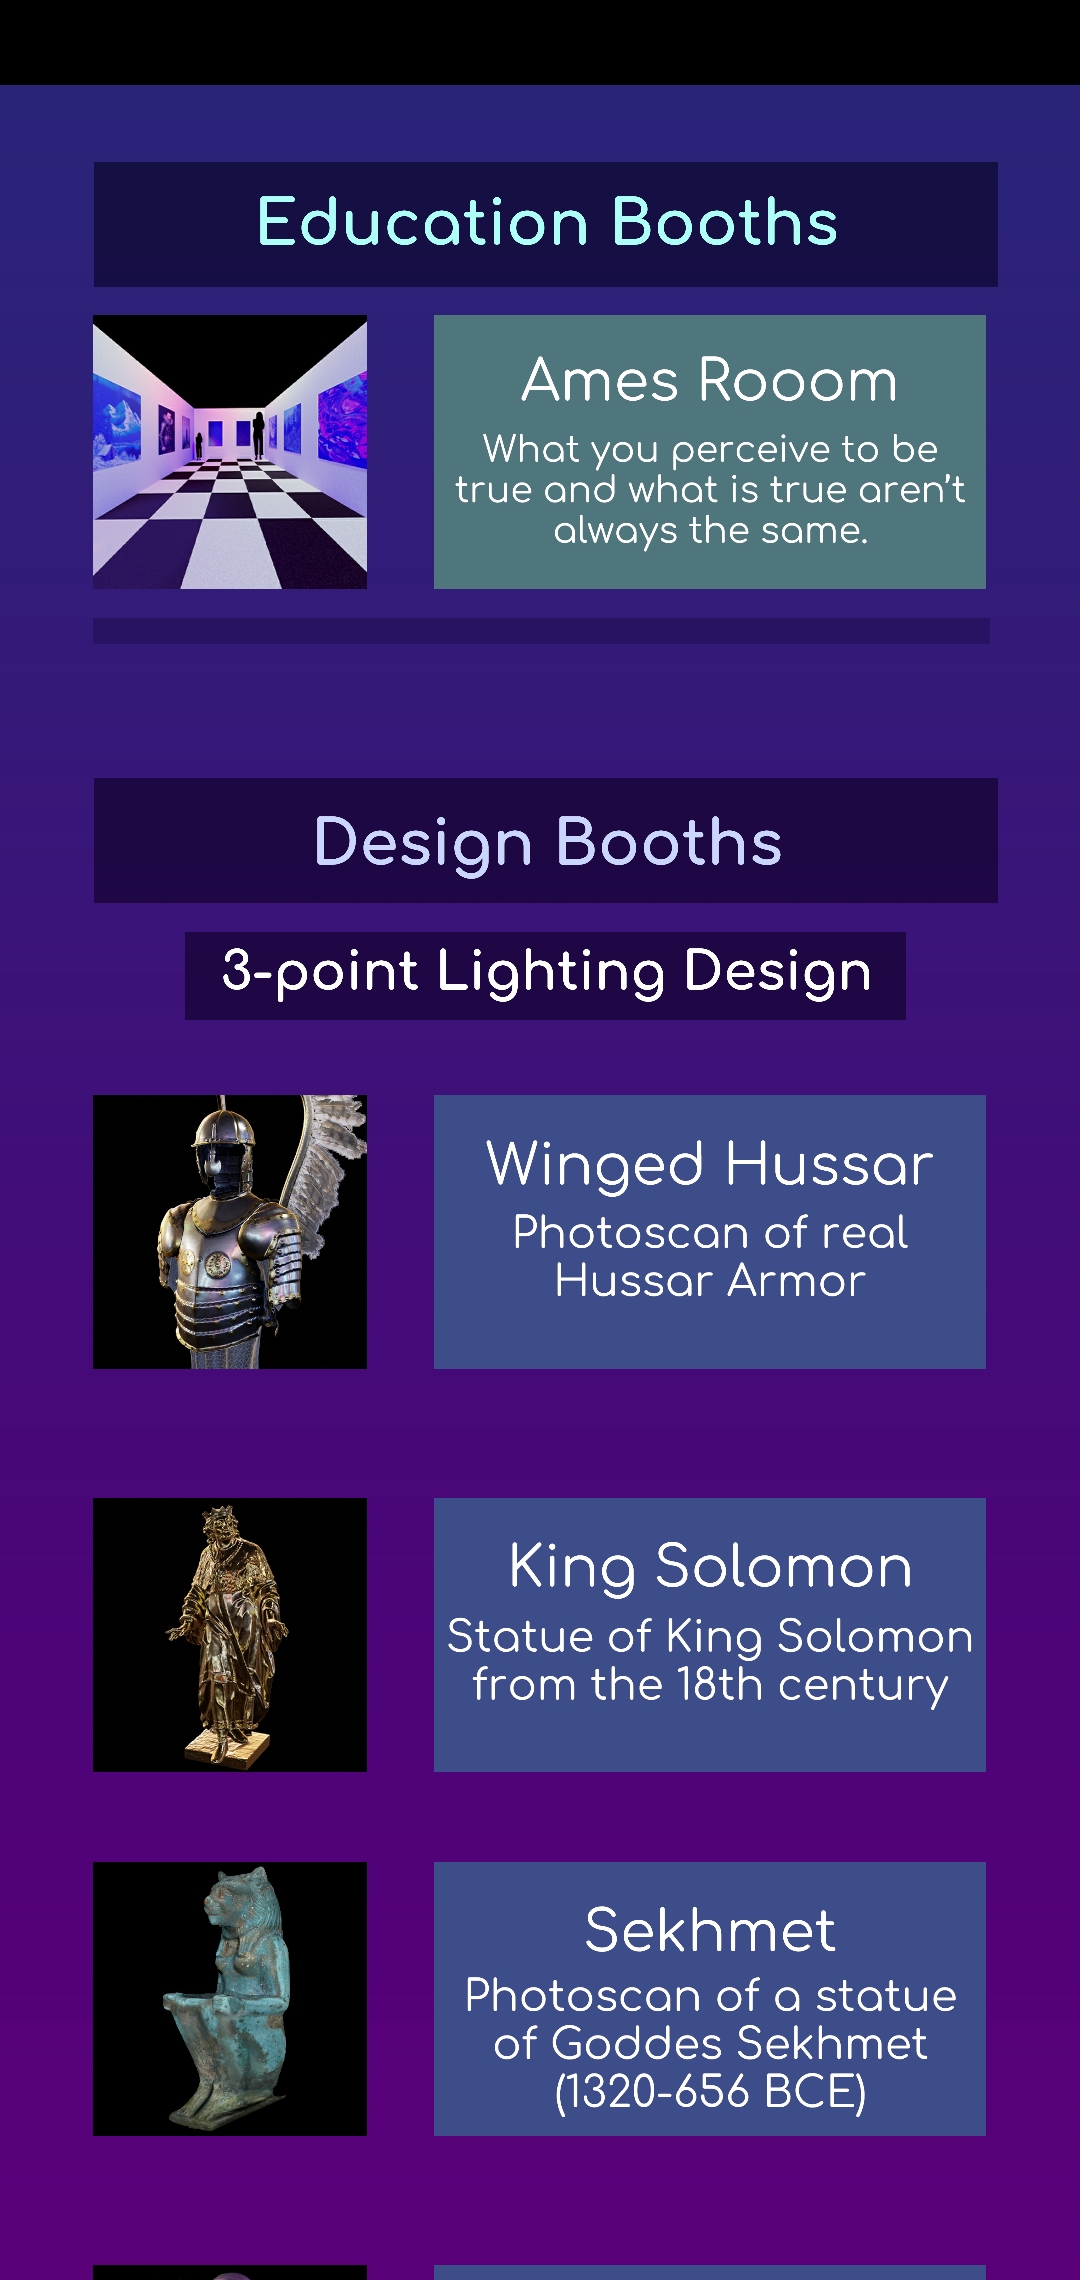 Education Booths
Ames Rooom
What you perceive to be
true and what is true aren't
always the same.
Design Booths
3-point Lighting Design
Winged Hussar
Photoscan of real
Hussar Armor
King Solomon
Statue of King Solomon
from the 18th century
Sekhmet
Photoscan of a statue
of Goddes Sekhmet
(1320-656 BCE)